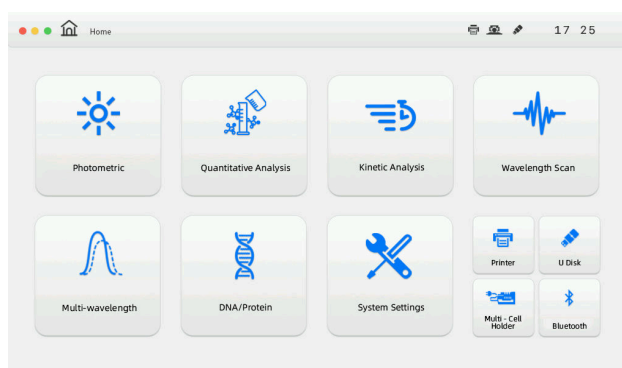 Home
17 25
Photometric
Quantitative Analysis
Kinetic Analysis
Wavelength Scan
Multi-wavelength
DNA/Protein
System Settings
Printer
U Disk
Multi - Cell
Holder
Bluetooth